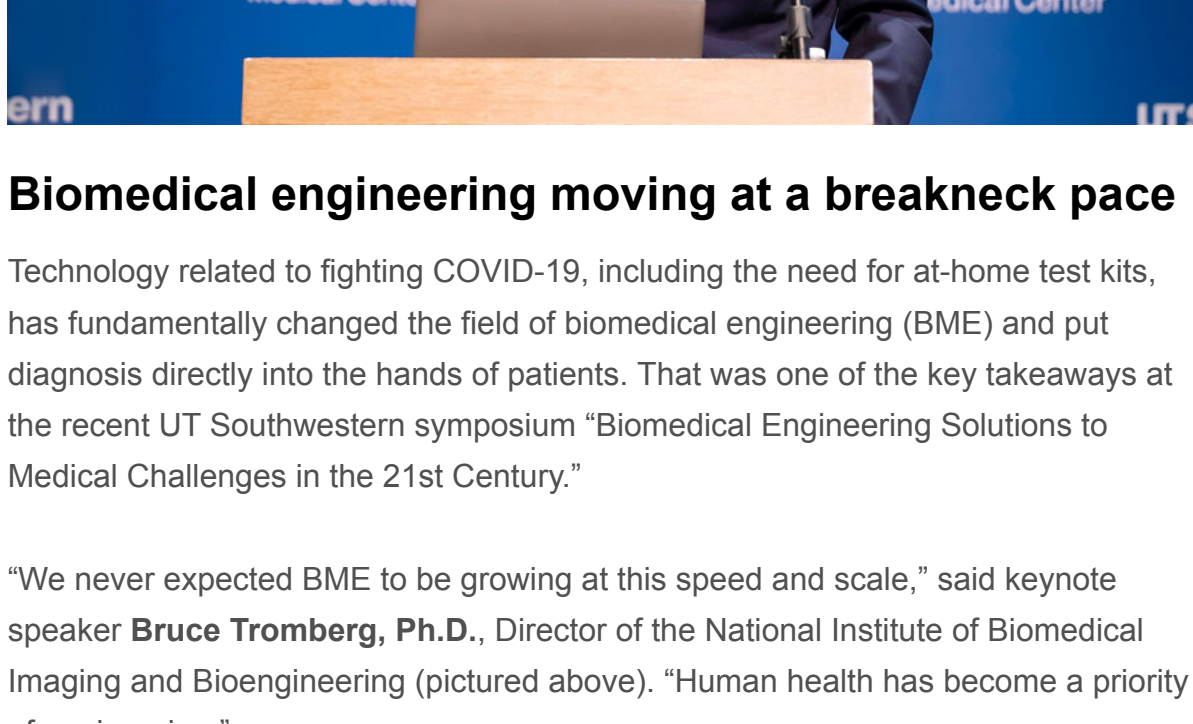 Medical Cente
edical Center
ern
UTS
Biomedical engineering moving at a breakneck pace
Technology related to fighting COVID-19, including the need for at-home test kits,
has fundamentally changed the field of biomedical engineering (BME) and put
diagnosis directly into the hands of patients. That was one of the key takeaways at
the recent UT Southwestern symposium “Biomedical Engineering Solutions to
Medical Challenges in the 21st Century.”
“We never expected BME to be growing at this speed and scale,” said keynote
speaker Bruce Tromberg, Ph.D., Director of the National Institute of Biomedical
Imaging and Bioengineering (pictured above). “Human health has become a priority